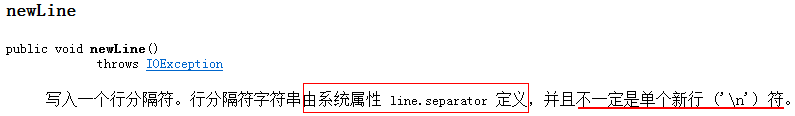 newLine
public void newLine()
throws IOException
写入一个行分隔符。行分隔符字符串由系统属性 line.separator 定义，并且不一定是单个新行 ('\n') 符。